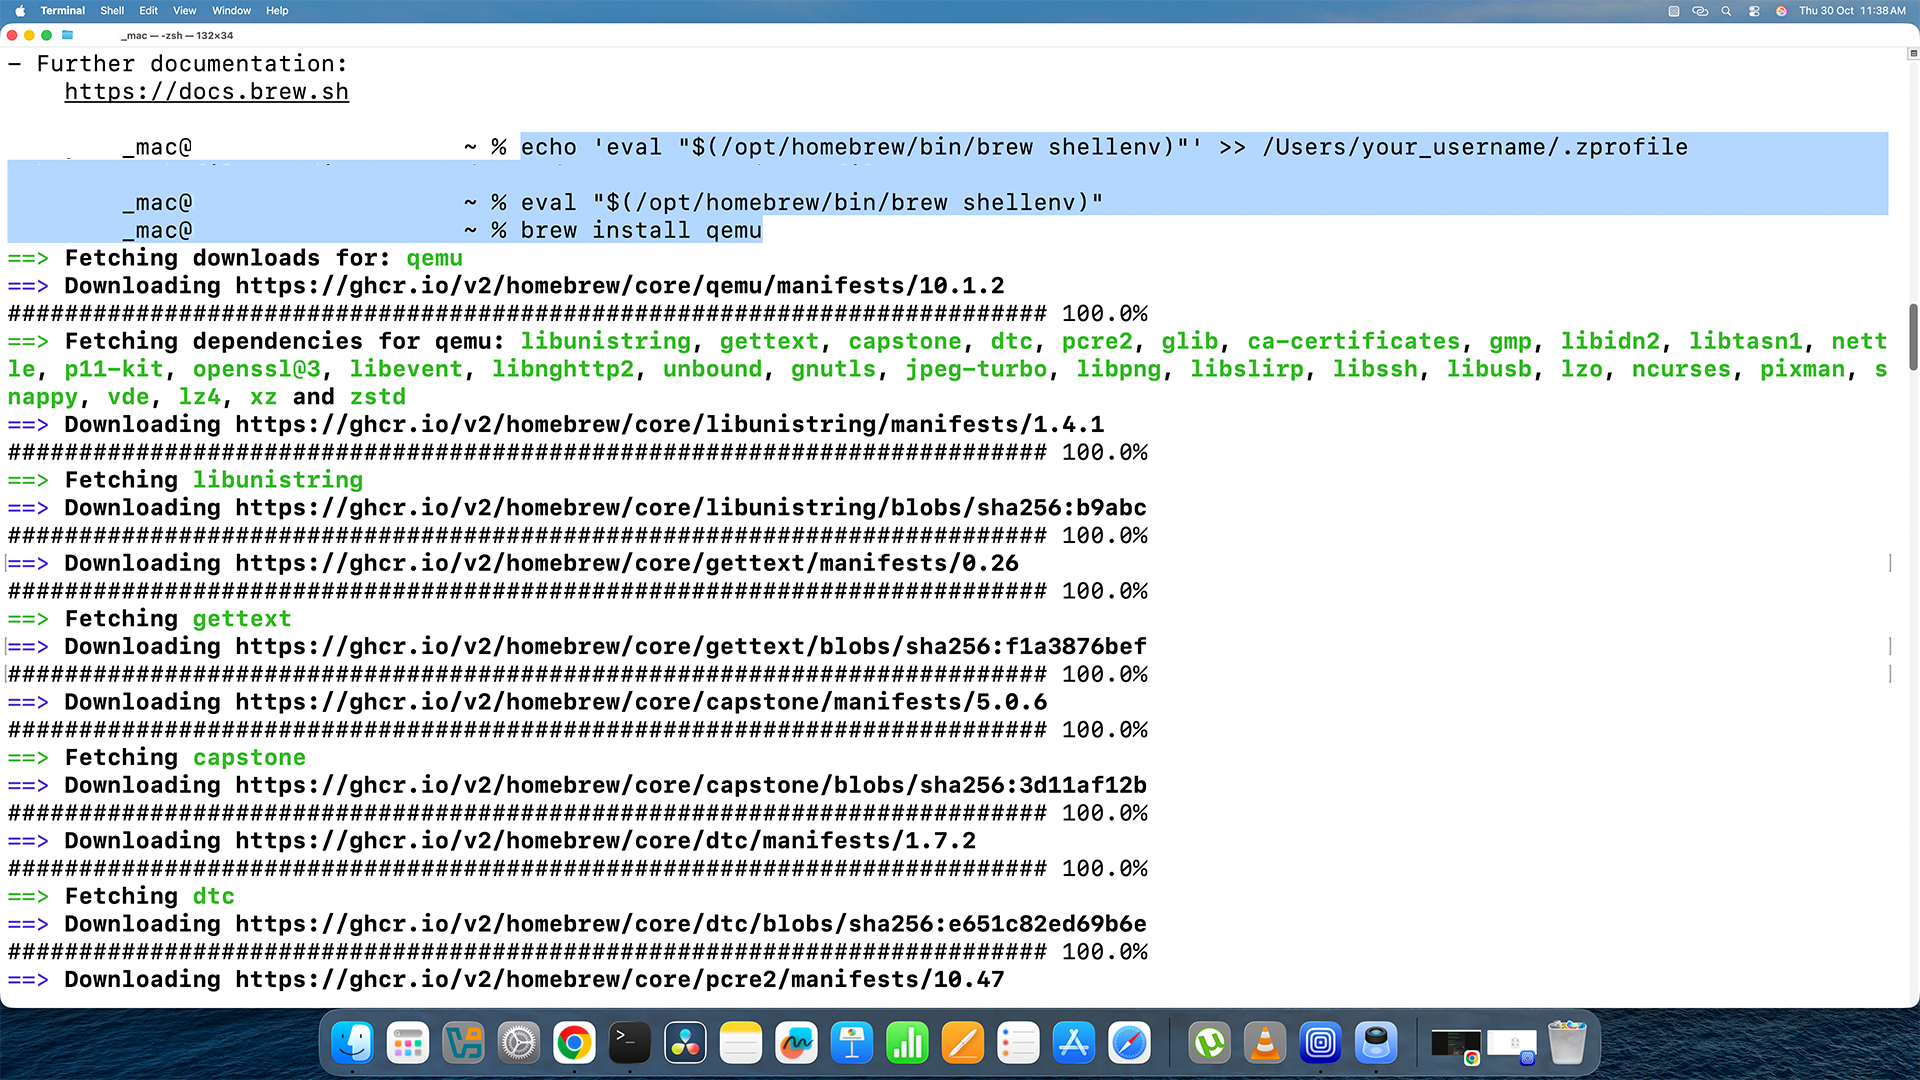 Terminal Shell Edit View Window Help Thu 30 Oct 11:38 AM
_mac — -zsh — 132×34
- Further documentation:
https://docs.brew.sh
_mac@ ~ % echo 'eval "$(/opt/homebrew/bin/brew shellenv)"' >> /Users/your_username/.zprofile
_mac@ ~ % eval "$(/opt/homebrew/bin/brew shellenv)"
_mac@ ~ % brew install qemu
==> Fetching downloads for: qemu
==> Downloading https://ghcr.io/v2/homebrew/core/qemu/manifests/10.1.2
######################################################################### 100.0%
==> Fetching dependencies for qemu: libunistring, gettext, capstone, dtc, pcre2, glib, ca-certificates, gmp, libidn2, libtasn1, nett
le, p11-kit, openssl@3, libevent, libnghttp2, unbound, gnutls, jpeg-turbo, libpng, libslirp, libssh, libusb, lzo, ncurses, pixman, s
nappy, vde, lz4, xz and zstd
==> Downloading https://ghcr.io/v2/homebrew/core/libunistring/manifests/1.4.1
######################################################################### 100.0%
==> Fetching libunistring
==> Downloading https://ghcr.io/v2/homebrew/core/libunistring/blobs/sha256:b9abc
######################################################################### 100.0%
==> Downloading https://ghcr.io/v2/homebrew/core/gettext/manifests/0.26
######################################################################### 100.0%
==> Fetching gettext
==> Downloading https://ghcr.io/v2/homebrew/core/gettext/blobs/sha256:f1a3876bef
######################################################################### 100.0%
==> Downloading https://ghcr.io/v2/homebrew/core/capstone/manifests/5.0.6
######################################################################### 100.0%
==> Fetching capstone
==> Downloading https://ghcr.io/v2/homebrew/core/capstone/blobs/sha256:3d11af12b
######################################################################### 100.0%
==> Downloading https://ghcr.io/v2/homebrew/core/dtc/manifests/1.7.2
######################################################################### 100.0%
==> Fetching dtc
==> Downloading https://ghcr.io/v2/homebrew/core/dtc/blobs/sha256:e651c82ed69b6e
######################################################################### 100.0%
==> Downloading https://ghcr.io/v2/homebrew/core/pcre2/manifests/10.47